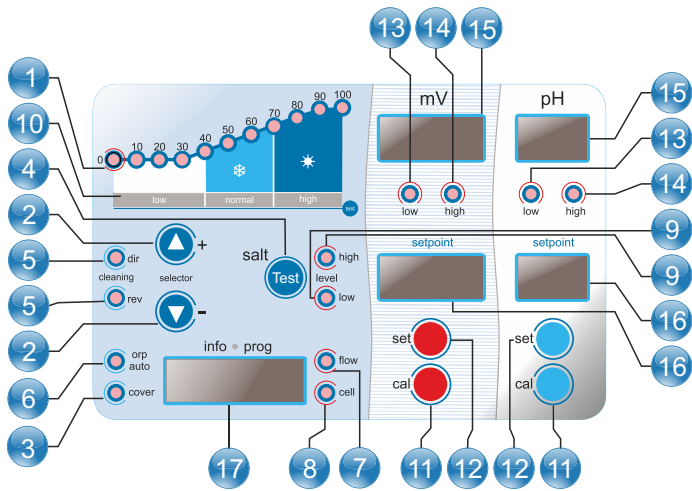 13 14 15
mV pH
1 15
0 10 20 30 40 50 60 70 80 90 100
10 13
4 low normal high
test
14
low high low high
2 + salt high setpoint setpoint 9
5 dir
cleaning selector Test level 9
5 rev - low
16
2 set set
info • prog 16
orp
auto flow
6 cal cal
cover cell
3
17 8 7 11 12 12 11